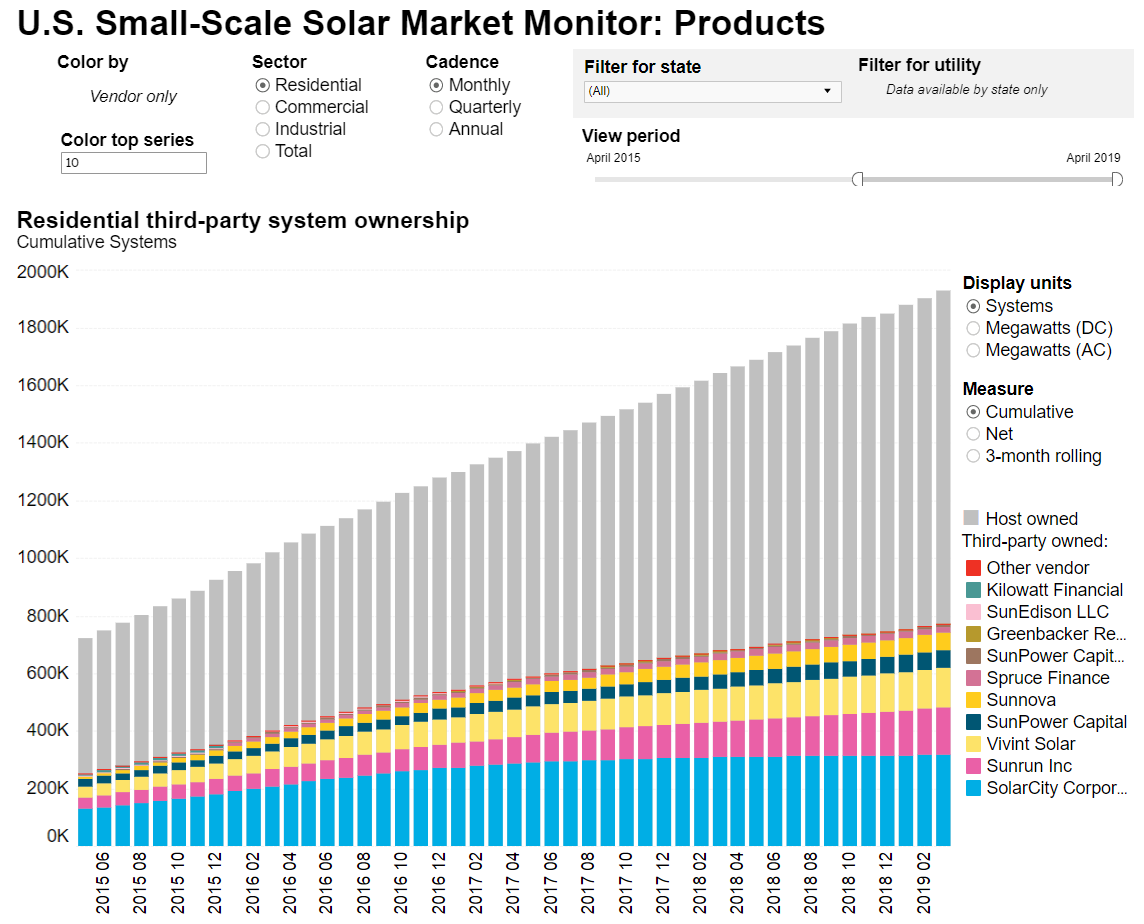 U.S. Small-Scale Solar Market Monitor: Products
Color by
Vendor only
Color top series
10
Sector
Residential
Commercial
Industrial
Total
Cadence
Monthly
Quarterly
Annual
Filter for state
(All)
Filter for utility
Data available by state only
View period
April 2015
April 2019
Residential third-party system ownership
Cumulative Systems
2000K
1800K
1600K
1400K
1200K
1000K
800K
600K
400K
200K
0K
2015 06
2015 08
2015 10
2015 12
2016 02
2016 04
2016 06
2016 08
2016 10
2016 12
2017 02
2017 04
2017 06
2017 08
2017 10
2017 12
2018 02
2018 04
2018 06
2018 08
2018 10
2018 12
2019 02
Display units
Systems
Megawatts (DC)
Megawatts (AC)
Measure
Cumulative
Net
3-month rolling
Host owned
Third-party owned:
Other vendor
Kilowatt Financial
SunEdison LLC
Greenbacker Re...
SunPower Capit...
Spruce Finance
Sunnova
SunPower Capital
Vivint Solar
Sunrun Inc
SolarCity Corpor...